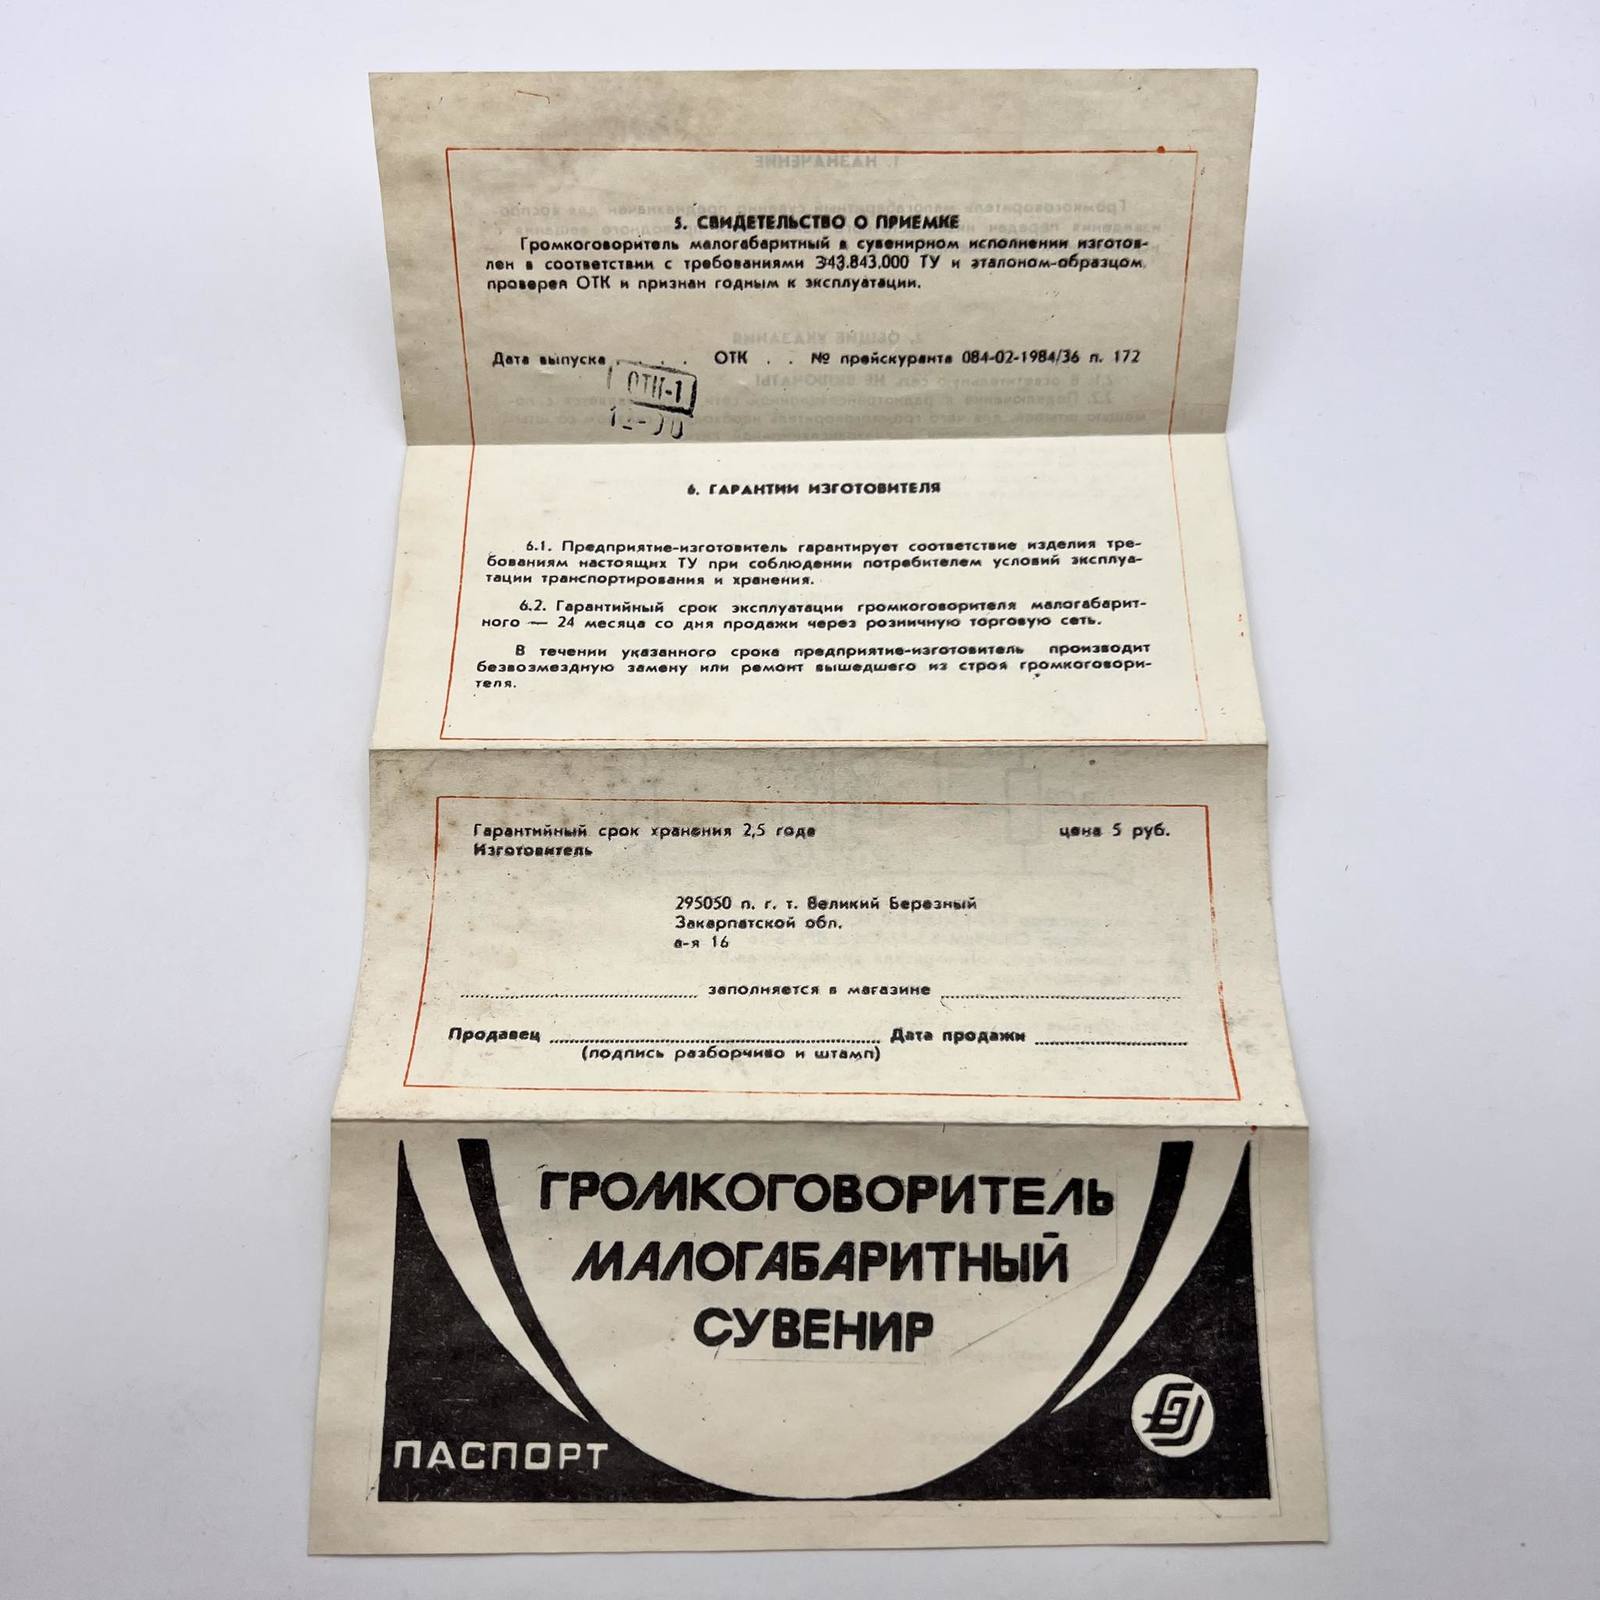 5. СВИДЕТЕЛЬСТВО О ПРИЕМКЕ
Громкоговоритель малогабаритный в сувенирном исполнении изготов-
лен в соответствии с требованиями 343.843.000 ТУ и эталоном-образцом,
проверен ОТК и признан годным к эксплуатации.
Дата выпуска . . . . ОТК . . № прейскуранта 084-02-1984/36 п. 172
ОТК-1
6. ГАРАНТИИ ИЗГОТОВИТЕЛЯ
6.1. Предприятие-изготовитель гарантирует соответствие изделия тре-
бованиям настоящих ТУ при соблюдении потребителем условий эксплуа-
тации транспортирования и хранения.
6.2. Гарантийный срок эксплуатации громкоговорителя малогабарит-
ного — 24 месяца со дня продажи через розничную торговую сеть.
В течении указанного срока предприятие-изготовитель производит
безвозмездную замену или ремонт вышедшего из строя громкоговори-
теля.
Гарантийный срок хранения 2,5 года цена 5 руб.
Изготовитель
295050 п. г. т. Великий Березный
Закарпатской обл.
а-я 16
заполняется в магазине
Продавец Дата продажи
(подпись разборчиво и штамп)
ГРОМКОГОВОРИТЕЛЬ
МАЛОГАБАРИТНЫЙ
СУВЕНИР
ПАСПОРТ